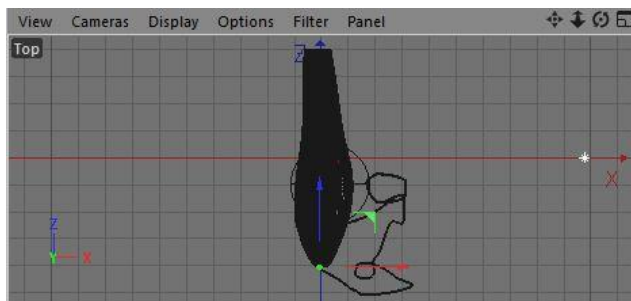 View Cameras Display Options Filter Panel
Top
Z
X
Z
Y X